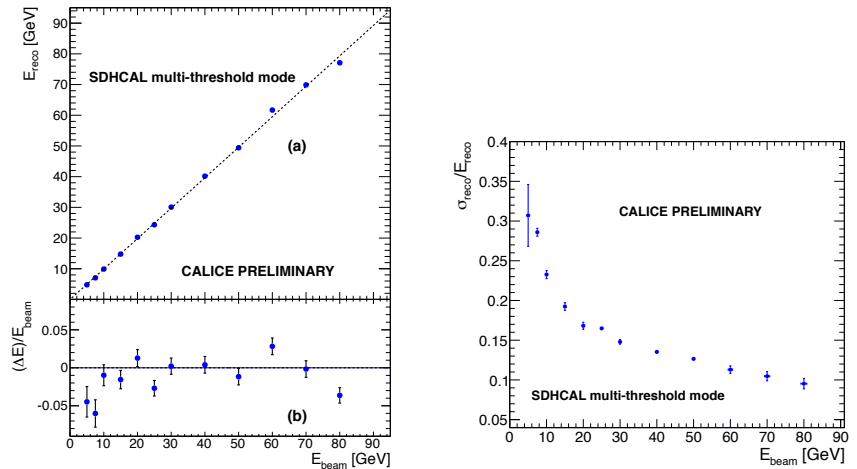 E_reco [GeV]
90
80
70
60
50
40
30
20
10
SDHCAL multi-threshold mode
(a)
CALICE PRELIMINARY
(ΔE)/E_beam
0.05
0
-0.05
(b)
0 10 20 30 40 50 60 70 80 90
E_beam [GeV]
σ_reco/E_reco
0.4
0.35
0.3
0.25
0.2
0.15
0.1
0.05
CALICE PRELIMINARY
SDHCAL multi-threshold mode
0 10 20 30 40 50 60 70 80 90
E_beam [GeV]